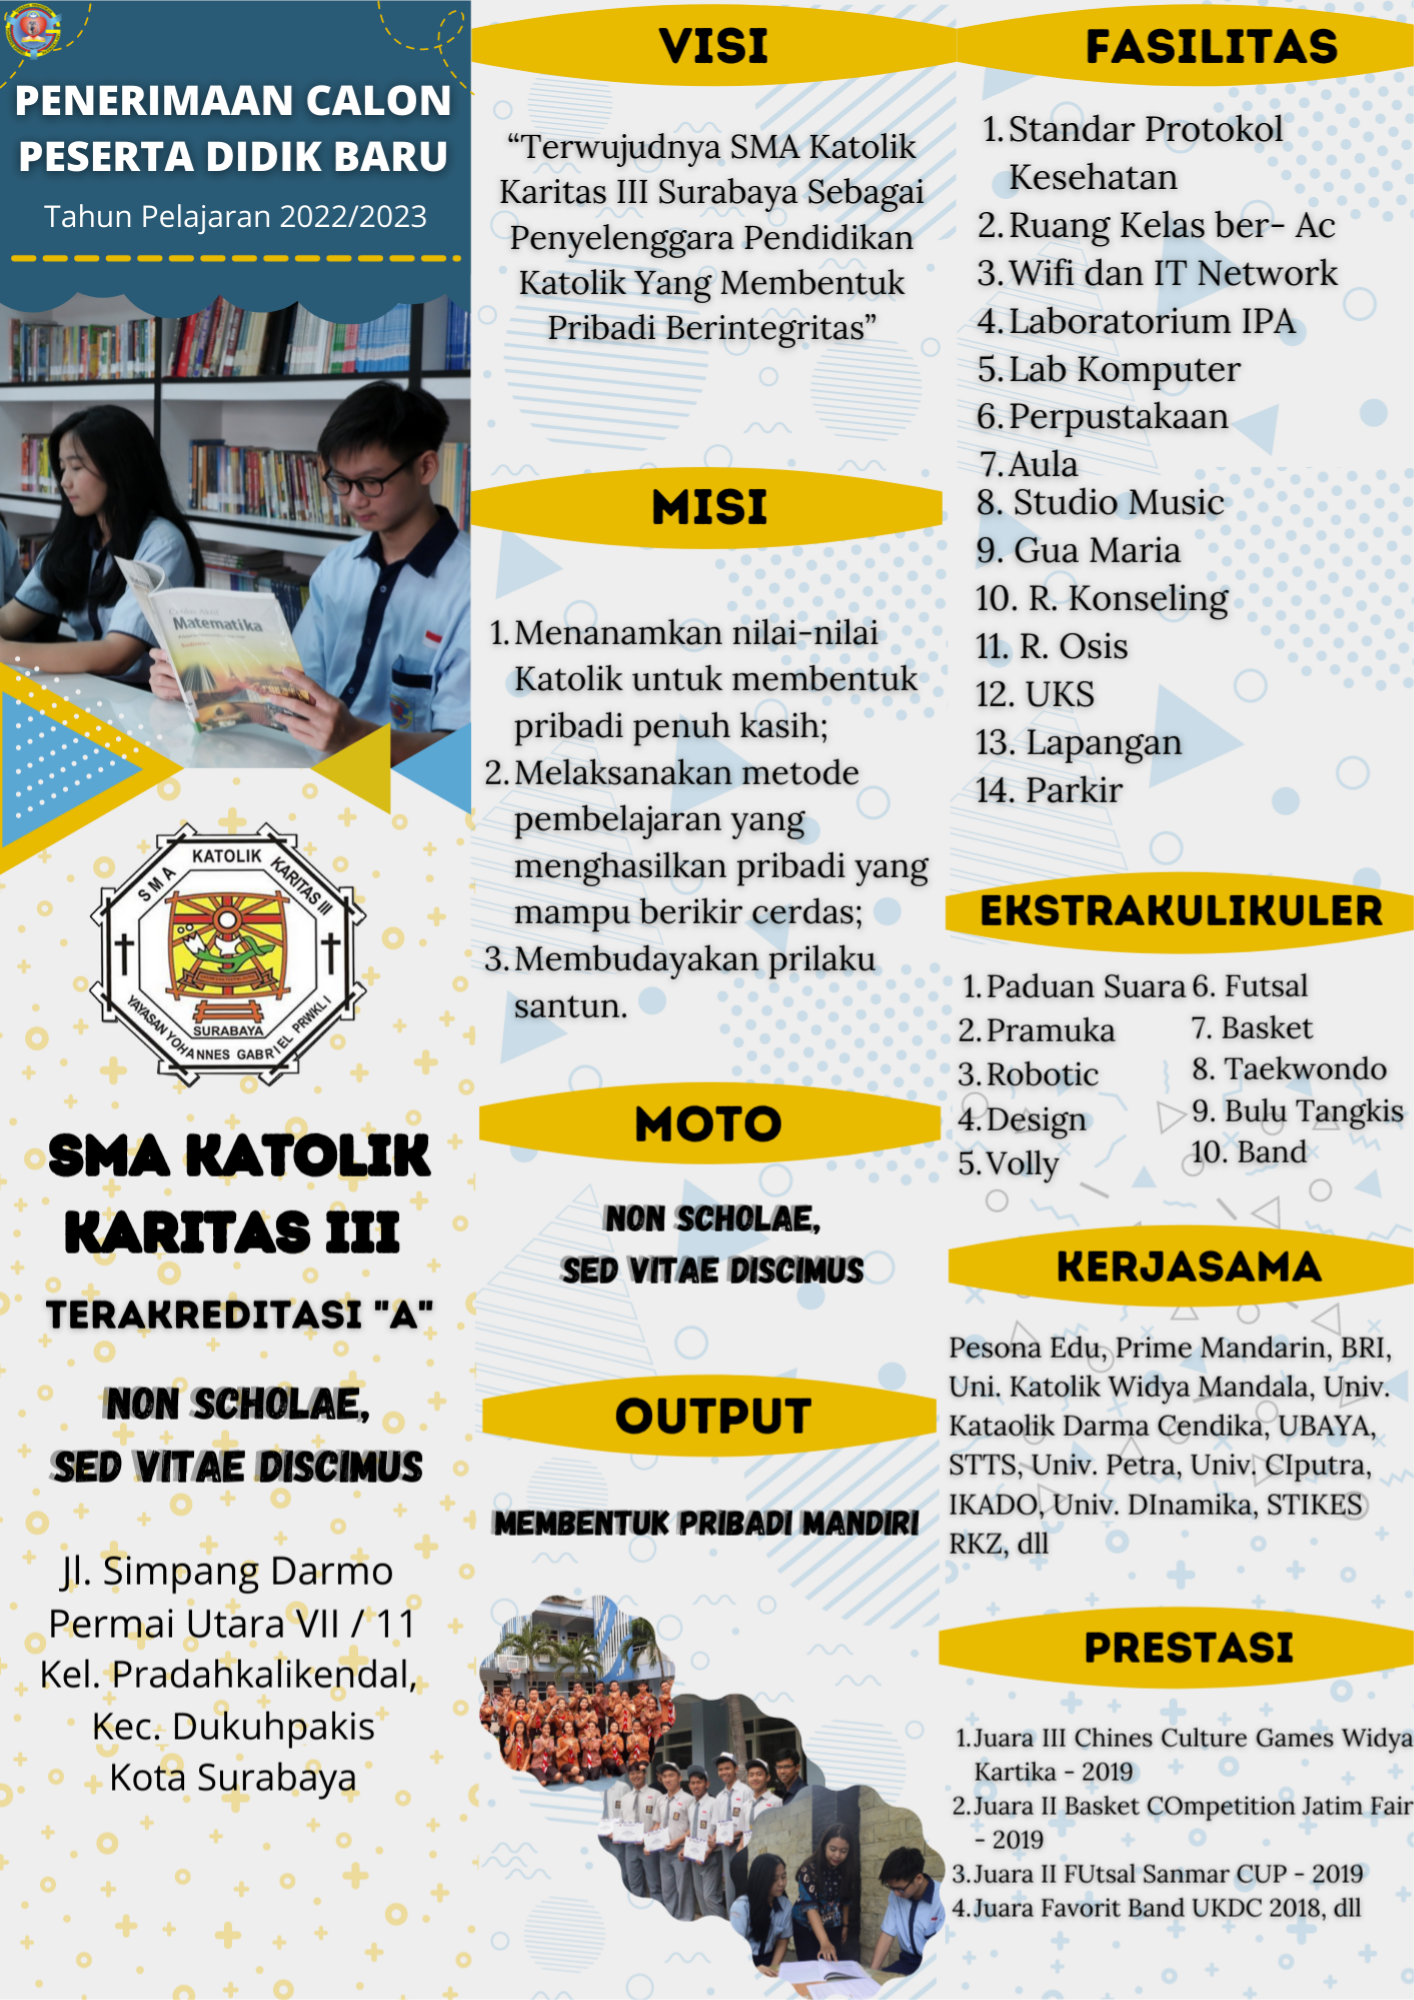 PENERIMAAN CALON
PESERTA DIDIK BARU
Tahun Pelajaran 2022/2023
Matematika
SMA KATOLIK KARITAS III
SURABAYA
YAYASAN YOHANNES GABRIEL PRWKL I
SMA KATOLIK
KARITAS III
TERAKREDITASI "A"
NON SCHOLAE,
SED VITAE DISCIMUS
Jl. Simpang Darmo
Permai Utara VII / 11
Kel. Pradahkalikendal,
Kec. Dukuhpakis
Kota Surabaya
VISI
“Terwujudnya SMA Katolik
Karitas III Surabaya Sebagai
Penyelenggara Pendidikan
Katolik Yang Membentuk
Pribadi Berintegritas”
MISI
1. Menanamkan nilai-nilai
Katolik untuk membentuk
pribadi penuh kasih;
2. Melaksanakan metode
pembelajaran yang
menghasilkan pribadi yang
mampu berikir cerdas;
3. Membudayakan prilaku
santun.
MOTO
NON SCHOLAE,
SED VITAE DISCIMUS
OUTPUT
MEMBENTUK PRIBADI MANDIRI
FASILITAS
1. Standar Protokol
Kesehatan
2. Ruang Kelas ber- Ac
3. Wifi dan IT Network
4. Laboratorium IPA
5. Lab Komputer
6. Perpustakaan
7. Aula
8. Studio Music
9. Gua Maria
10. R. Konseling
11. R. Osis
12. UKS
13. Lapangan
14. Parkir
EKSTRAKULIKULER
1. Paduan Suara
2. Pramuka
3. Robotic
4. Design
5. Volly
6. Futsal
7. Basket
8. Taekwondo
9. Bulu Tangkis
10. Band
KERJASAMA
Pesona Edu, Prime Mandarin, BRI,
Uni. Katolik Widya Mandala, Univ.
Kataolik Darma Cendika, UBAYA,
STTS, Univ. Petra, Univ. CIputra,
IKADO, Univ. DInamika, STIKES
RKZ, dll
PRESTASI
1. Juara III Chines Culture Games Widya
Kartika - 2019
2. Juara II Basket COmpetition Jatim Fair
- 2019
3. Juara II FUtsal Sanmar CUP - 2019
4. Juara Favorit Band UKDC 2018, dll